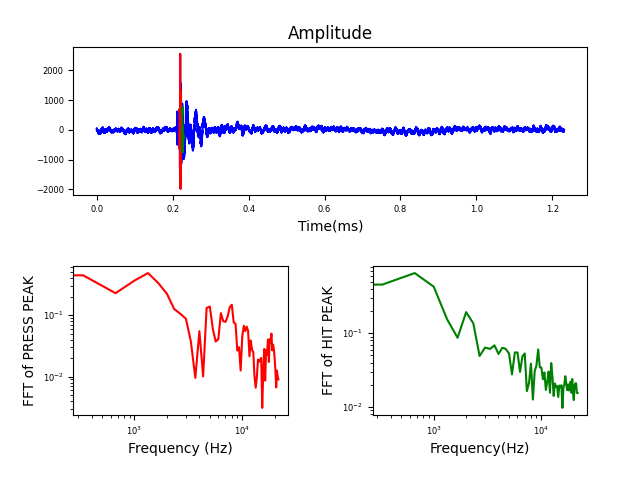 Amplitude
2000
1000
0
−1000
−2000
0.0 0.2 0.4 0.6 0.8 1.0 1.2
Time(ms)
FFT of PRESS PEAK
10⁻¹
10⁻²
10³ 10⁴
Frequency (Hz)
FFT of HIT PEAK
10⁻¹
10⁻²
10³ 10⁴
Frequency(Hz)